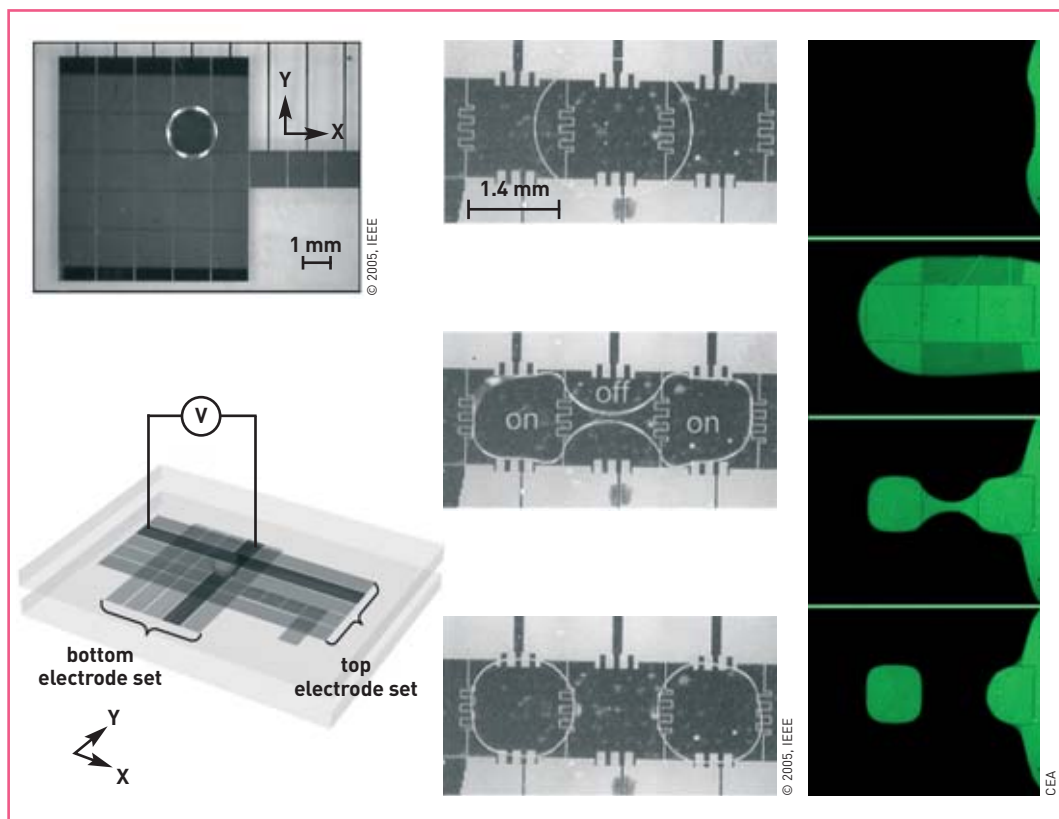 Y
X
1 mm
© 2005, IEEE
V
bottom
electrode set
top
electrode set
Y
X
1.4 mm
on
off
on
© 2005, IEEE
CEA